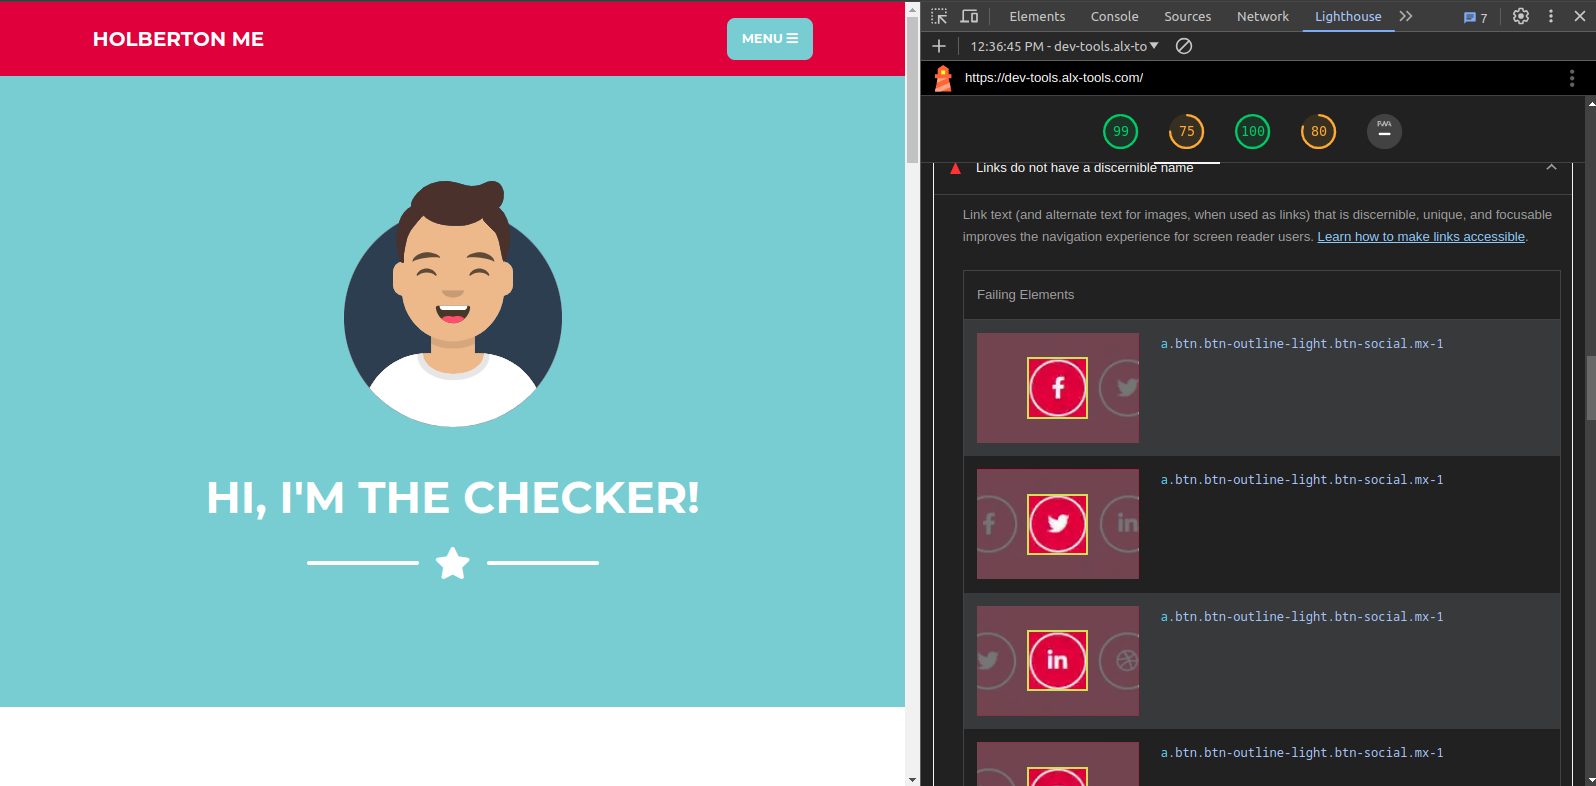 HOLBERTON ME
MENU
HI, I'M THE CHECKER!
Elements Console Sources Network Lighthouse 7
12:36:45 PM - dev-tools.alx-to
https://dev-tools.alx-tools.com/
99 75 100 80 PWA
Links do not have a discernible name
Link text (and alternate text for images, when used as links) that is discernible, unique, and focusable
improves the navigation experience for screen reader users. Learn how to make links accessible.
Failing Elements
a.btn.btn-outline-light.btn-social.mx-1
a.btn.btn-outline-light.btn-social.mx-1
a.btn.btn-outline-light.btn-social.mx-1
a.btn.btn-outline-light.btn-social.mx-1